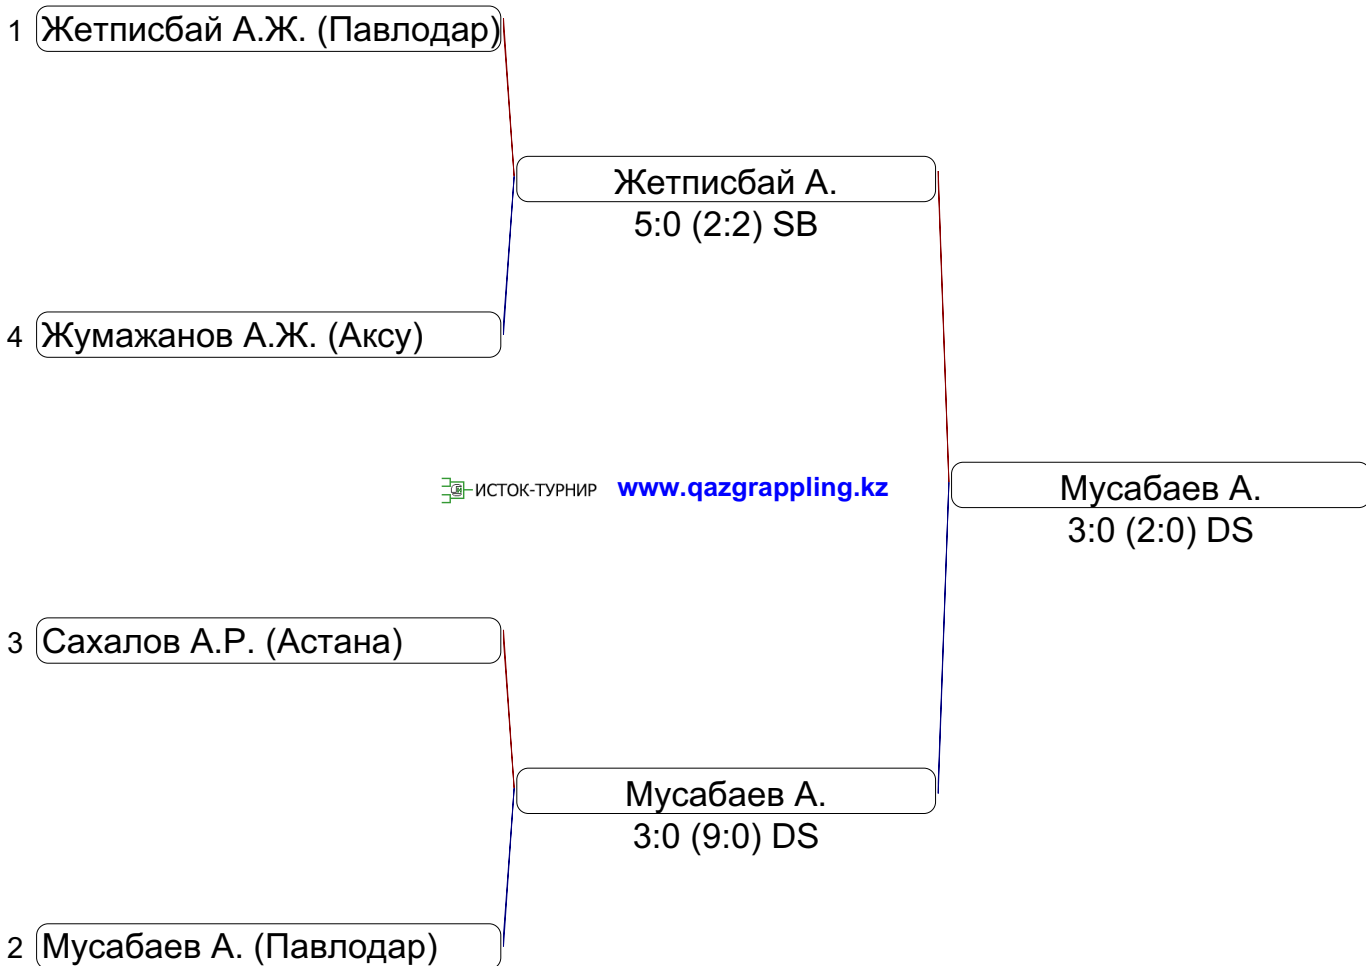 1 Жетписбай А.Ж. (Павлодар)
Жетписбай А.
5:0 (2:2) SB
4 Жумажанов А.Ж. (Аксу)
ИСТОК-ТУРНИР www.qazgrappling.kz
Мусабаев А.
3:0 (2:0) DS
3 Сахалов А.Р. (Астана)
Мусабаев А.
3:0 (9:0) DS
2 Мусабаев А. (Павлодар)